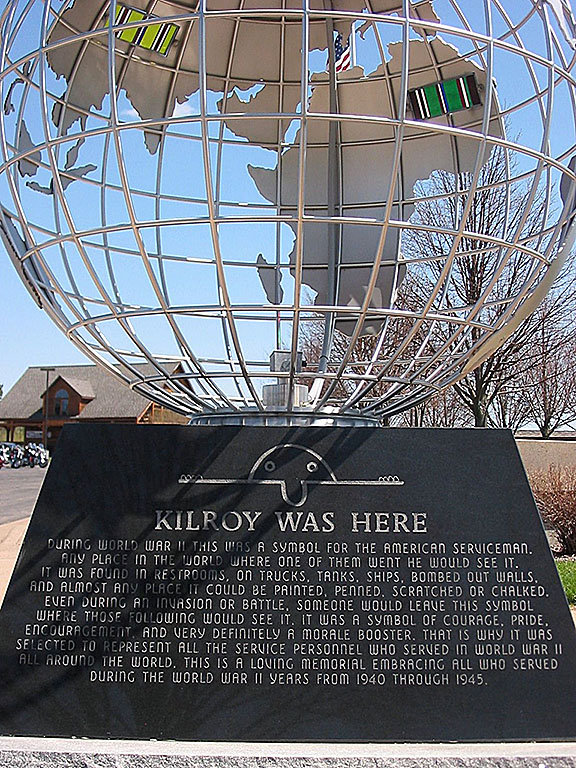 KILROY WAS HERE
DURING WORLD WAR II THIS WAS A SYMBOL FOR THE AMERICAN SERVICEMAN.
ANY PLACE IN THE WORLD WHERE ONE OF THEM WENT HE WOULD SEE IT.
IT WAS FOUND IN RESTROOMS, ON TRUCKS, TANKS, SHIPS, BOMBED OUT WALLS,
AND ALMOST ANY PLACE IT COULD BE PAINTED, PENNED, SCRATCHED OR CHALKED.
EVEN DURING AN INVASION OR BATTLE, SOMEONE WOULD LEAVE THIS SYMBOL
WHERE THOSE FOLLOWING WOULD SEE IT. IT WAS A SYMBOL OF COURAGE, PRIDE,
ENCOURAGEMENT, AND VERY DEFINITELY A MORALE BOOSTER. THAT IS WHY IT WAS
SELECTED TO REPRESENT ALL THE SERVICE PERSONNEL WHO SERVED IN WORLD WAR II
ALL AROUND THE WORLD. THIS IS A LOVING MEMORIAL EMBRACING ALL WHO SERVED
DURING THE WORLD WAR II YEARS FROM 1940 THROUGH 1945.